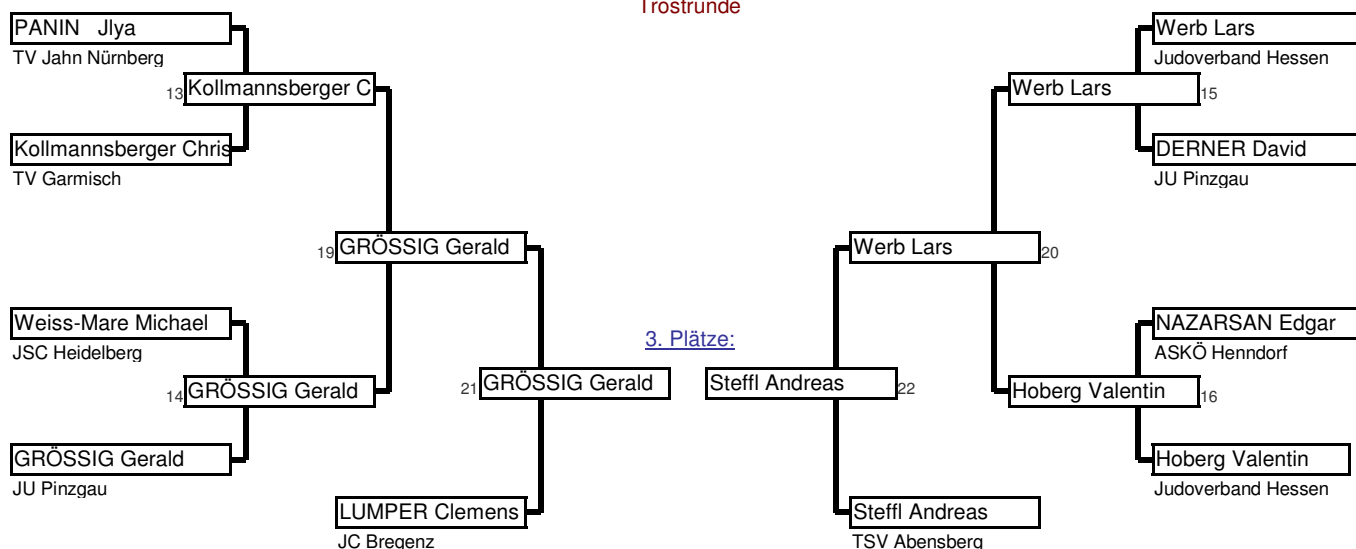 Trostrunde
PANIN Jlya
TV Jahn Nürnberg
13
Kollmannsberger C
Kollmannsberger Chris
TV Garmisch
19
GRÖSSIG Gerald
Weiss-Mare Michael
JSC Heidelberg
14
GRÖSSIG Gerald
GRÖSSIG Gerald
JU Pinzgau
21
GRÖSSIG Gerald
LUMPER Clemens
JC Bregenz
3. Plätze:
Werb Lars
Judoverband Hessen
Werb Lars
15
DERNER David
JU Pinzgau
Werb Lars
20
NAZARSAN Edgar
ASKÖ Henndorf
Hoberg Valentin
16
Hoberg Valentin
Judoverband Hessen
Steffl Andreas
22
Steffl Andreas
TSV Abensberg